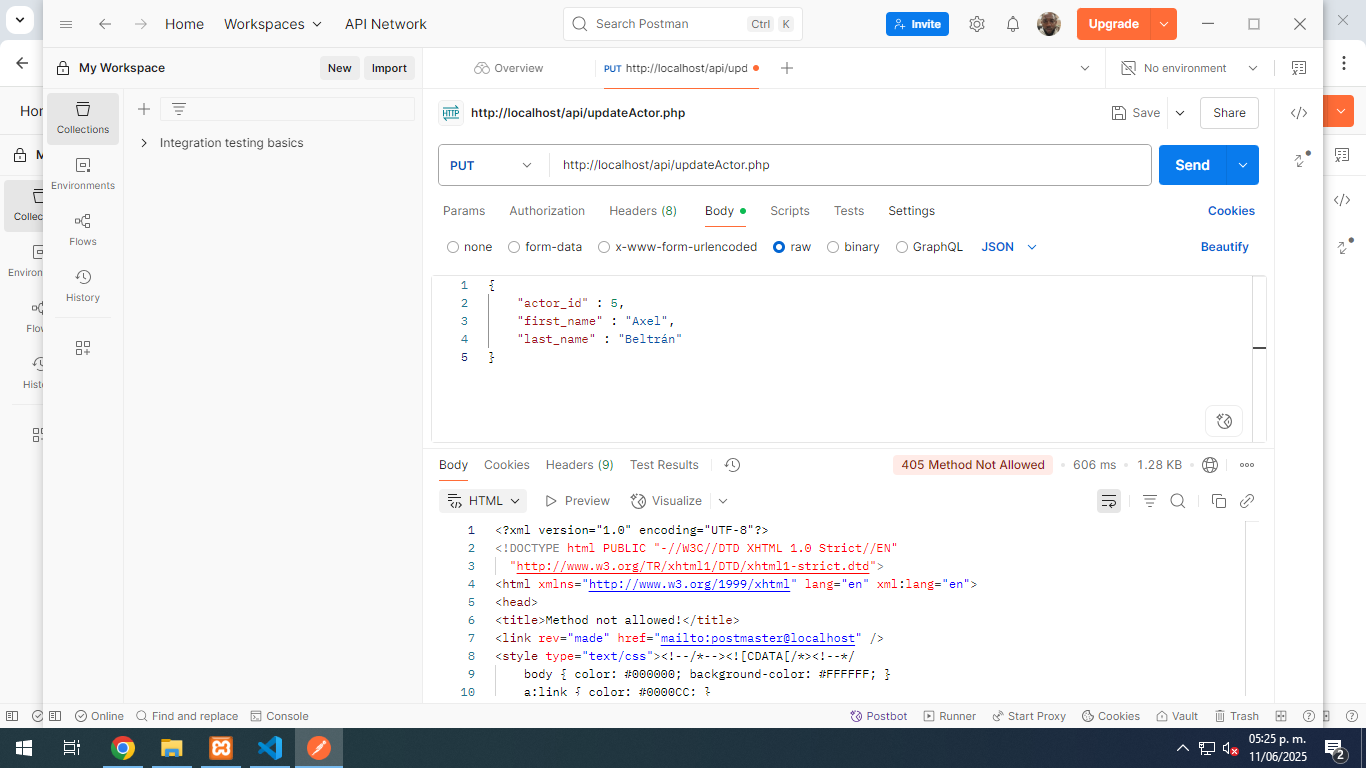 Home
Workspaces
API Network
Search Postman
Ctrl K
Invite
Upgrade
My Workspace
New
Import
Overview
PUT http://localhost/api/upd
No environment
Collections
Environments
Flows
History
Integration testing basics
HTTP
http://localhost/api/updateActor.php
Save
Share
PUT
http://localhost/api/updateActor.php
Send
Params
Authorization
Headers (8)
Body
Scripts
Tests
Settings
Cookies
none
form-data
x-www-form-urlencoded
raw
binary
GraphQL
JSON
Beautify
1 {
2 "actor_id" : 5,
3 "first_name" : "Axel",
4 "last_name" : "Beltrán"
5 }
Body
Cookies
Headers (9)
Test Results
405 Method Not Allowed
606 ms
1.28 KB
HTML
Preview
Visualize
1 <?xml version="1.0" encoding="UTF-8"?>
2 <!DOCTYPE html PUBLIC "-//W3C//DTD XHTML 1.0 Strict//EN"
3 "http://www.w3.org/TR/xhtml1/DTD/xhtml1-strict.dtd">
4 <html xmlns="http://www.w3.org/1999/xhtml" lang="en" xml:lang="en">
5 <head>
6 <title>Method not allowed!</title>
7 <link rev="made" href="mailto:postmaster@localhost" />
8 <style type="text/css"><!--/*--><![CDATA[/*><!--*/
9 body { color: #000000; background-color: #FFFFFF; }
10 a:link { color: #0000CC; }
Online
Find and replace
Console
Postbot
Runner
Start Proxy
Cookies
Vault
Trash
05:25 p. m.
11/06/2025
2
Hor
M
Collec
Environ
Flov
Histo